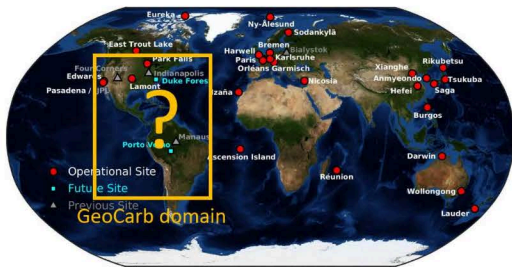 Eureka
Ny-Ålesund
Sodankylä
East Trout Lake
Park Falls
Bremen
Harwell
Bialystok
Karlsruhe
Paris
Orléans Garmisch
Four Corners
Indianapolis
Edwards
Lamont
Duke Fores
Pasadena / JPL
Rikubetsu
Xianghe
Anmyeondo
Tsukuba
Hefei
Saga
Nicosia
Izaña
?
Burgos
Manaus
Porto Velho
Ascension Island
Darwin
Réunion
Wollongong
Lauder
Operational Site
Future Site
Previous Site
GeoCarb domain